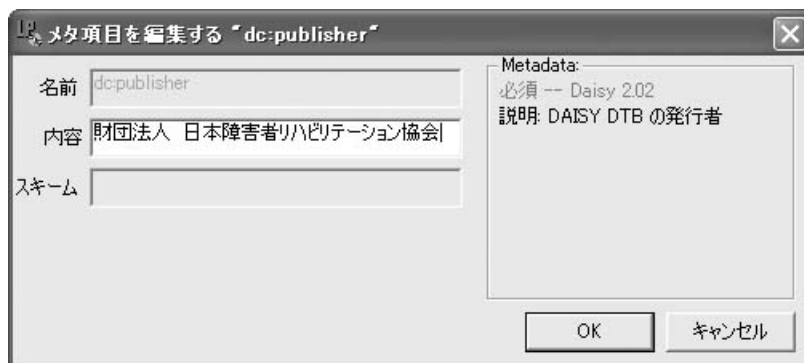 メタ項目を編集する "dc:publisher"
名前 dc:publisher
内容 財団法人 日本障害者リハビリテーション協会
スキーム
Metadata:
必須 -- Daisy 2.02
説明: DAISY DTB の発行者
OK キャンセル